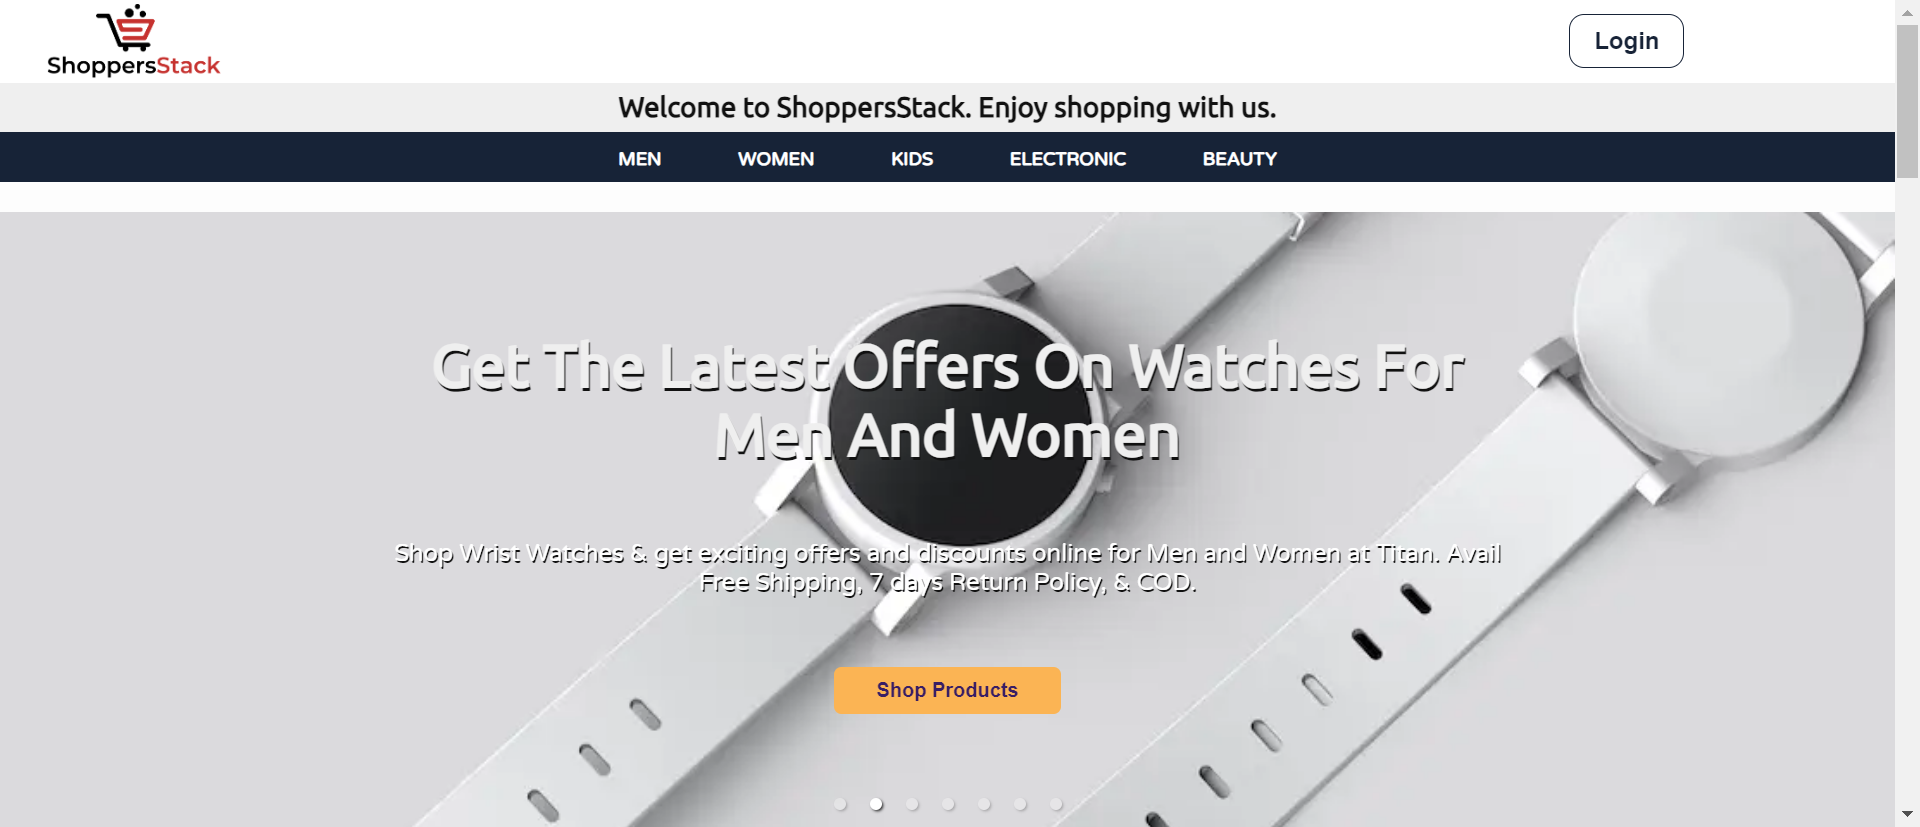 ShoppersStack
Login
Welcome to ShoppersStack. Enjoy shopping with us.
MEN WOMEN KIDS ELECTRONIC BEAUTY
Get The Latest Offers On Watches For
Men And Women
Shop Wrist Watches & get exciting offers and discounts online for Men and Women at Titan. Avail
Free Shipping, 7 days Return Policy, & COD.
Shop Products